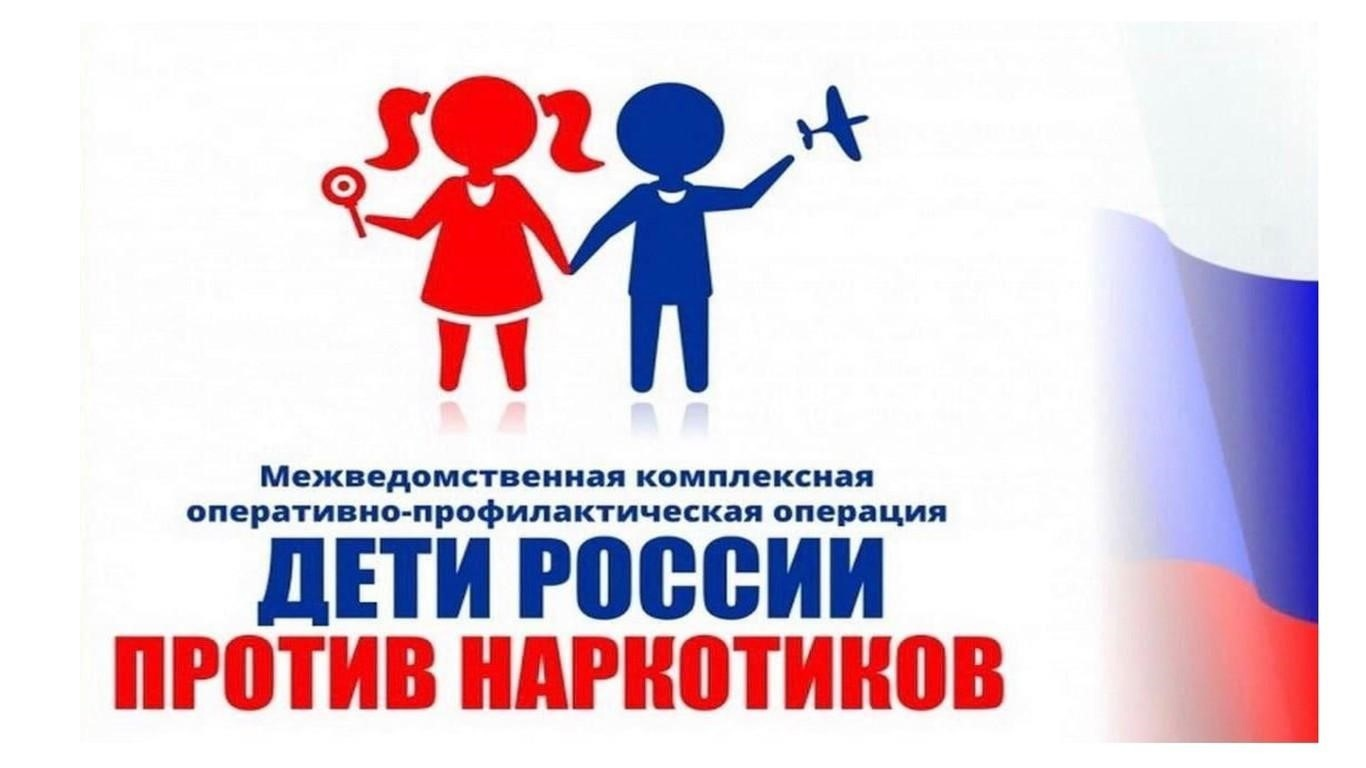 Межведомственная комплексная
оперативно-профилактическая операция
ДЕТИ РОССИИ
ПРОТИВ НАРКОТИКОВ